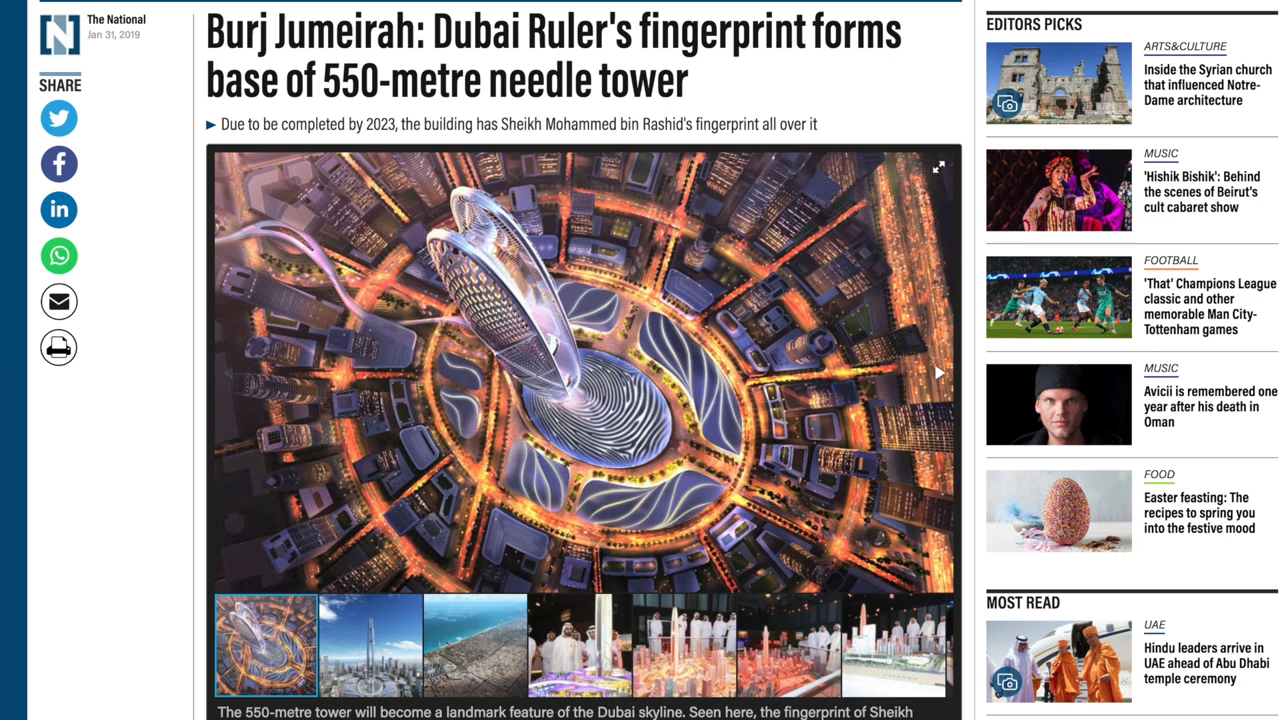 The National
Jan 31, 2019
SHARE
Burj Jumeirah: Dubai Ruler's fingerprint forms
base of 550-metre needle tower
Due to be completed by 2023, the building has Sheikh Mohammed bin Rashid's fingerprint all over it
The 550-metre tower will become a landmark feature of the Dubai skyline. Seen here, the fingerprint of Sheikh
EDITORS PICKS
ARTS&CULTURE
Inside the Syrian church
that influenced Notre-
Dame architecture
MUSIC
'Hishik Bishik': Behind
the scenes of Beirut's
cult cabaret show
FOOTBALL
'That' Champions League
classic and other
memorable Man City-
Tottenham games
MUSIC
Avicii is remembered one
year after his death in
Oman
FOOD
Easter feasting: The
recipes to spring you
into the festive mood
MOST READ
UAE
Hindu leaders arrive in
UAE ahead of Abu Dhabi
temple ceremony